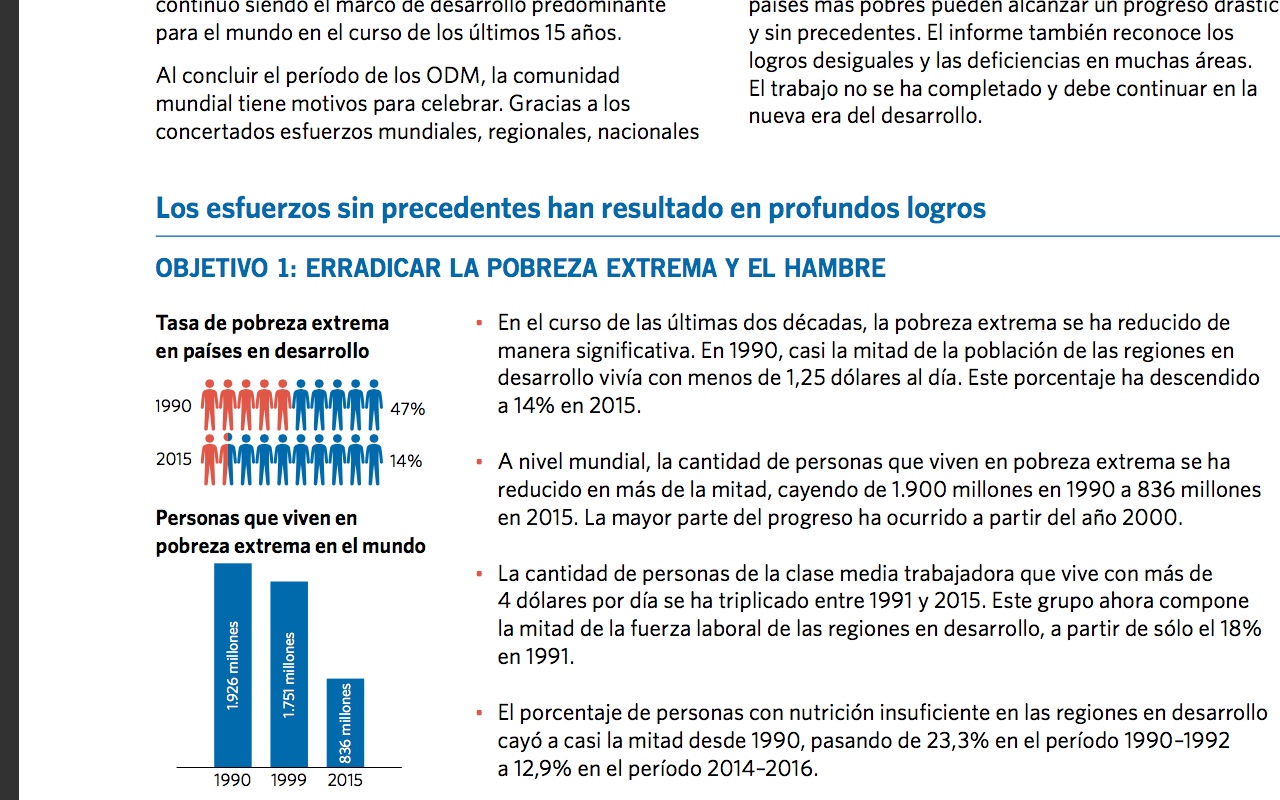 continuó siendo el marco de desarrollo predominante
para el mundo en el curso de los últimos 15 años.
Al concluir el período de los ODM, la comunidad
mundial tiene motivos para celebrar. Gracias a los
concertados esfuerzos mundiales, regionales, nacionales
países más pobres pueden alcanzar un progreso drástic
y sin precedentes. El informe también reconoce los
logros desiguales y las deficiencias en muchas áreas.
El trabajo no se ha completado y debe continuar en la
nueva era del desarrollo.
Los esfuerzos sin precedentes han resultado en profundos logros
OBJETIVO 1: ERRADICAR LA POBREZA EXTREMA Y EL HAMBRE
Tasa de pobreza extrema
en países en desarrollo
1990 47%
2015 14%
Personas que viven en
pobreza extrema en el mundo
1.926 millones
1.751 millones
836 millones
1990 1999 2015
▪ En el curso de las últimas dos décadas, la pobreza extrema se ha reducido de
manera significativa. En 1990, casi la mitad de la población de las regiones en
desarrollo vivía con menos de 1,25 dólares al día. Este porcentaje ha descendido
a 14% en 2015.
▪ A nivel mundial, la cantidad de personas que viven en pobreza extrema se ha
reducido en más de la mitad, cayendo de 1.900 millones en 1990 a 836 millones
en 2015. La mayor parte del progreso ha ocurrido a partir del año 2000.
▪ La cantidad de personas de la clase media trabajadora que vive con más de
4 dólares por día se ha triplicado entre 1991 y 2015. Este grupo ahora compone
la mitad de la fuerza laboral de las regiones en desarrollo, a partir de sólo el 18%
en 1991.
▪ El porcentaje de personas con nutrición insuficiente en las regiones en desarrollo
cayó a casi la mitad desde 1990, pasando de 23,3% en el período 1990–1992
a 12,9% en el período 2014–2016.